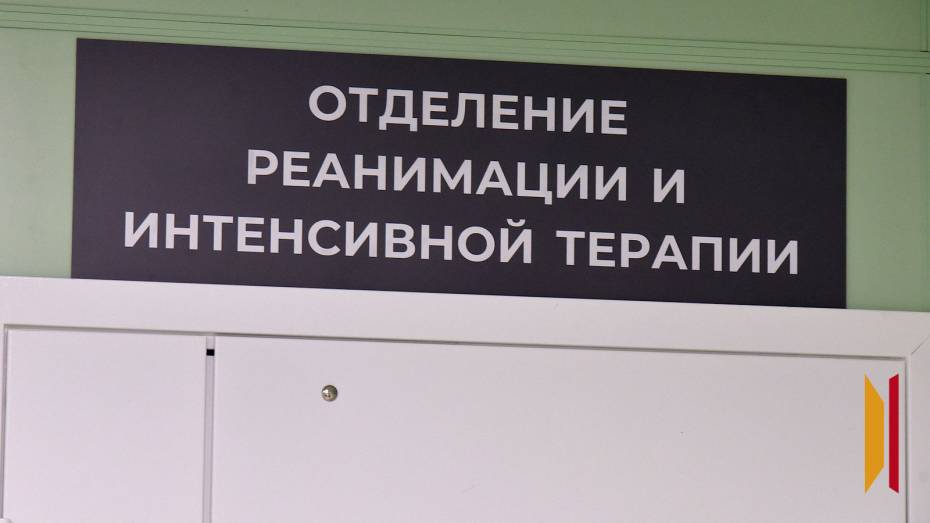 ОТДЕЛЕНИЕ
РЕАНИМАЦИИ И
ИНТЕНСИВНОЙ ТЕРАПИИ